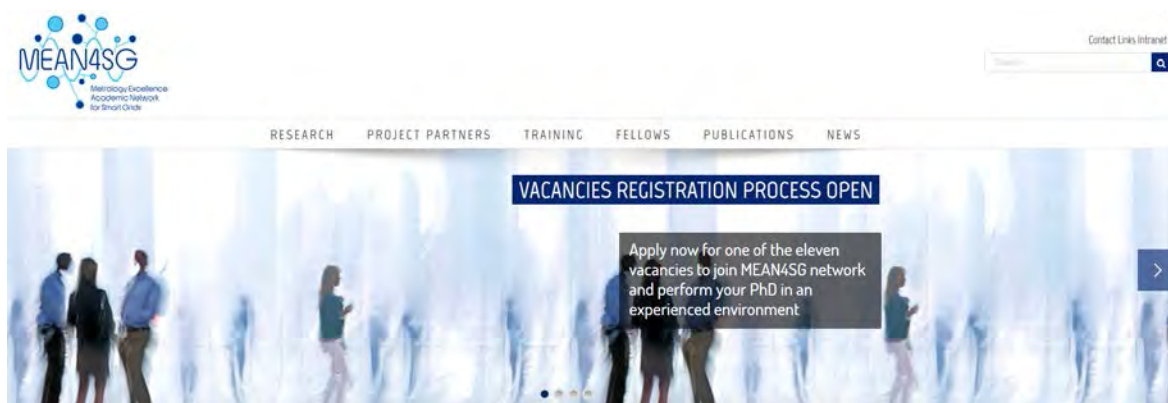 MEAN4SG
Metrology Excellence
Academic Network
for Smart Grids
Contact Links Intranet
RESEARCH PROJECT PARTNERS TRAINING FELLOWS PUBLICATIONS NEWS
VACANCIES REGISTRATION PROCESS OPEN
Apply now for one of the eleven
vacancies to join MEAN4SG network
and perform your PhD in an
experienced environment